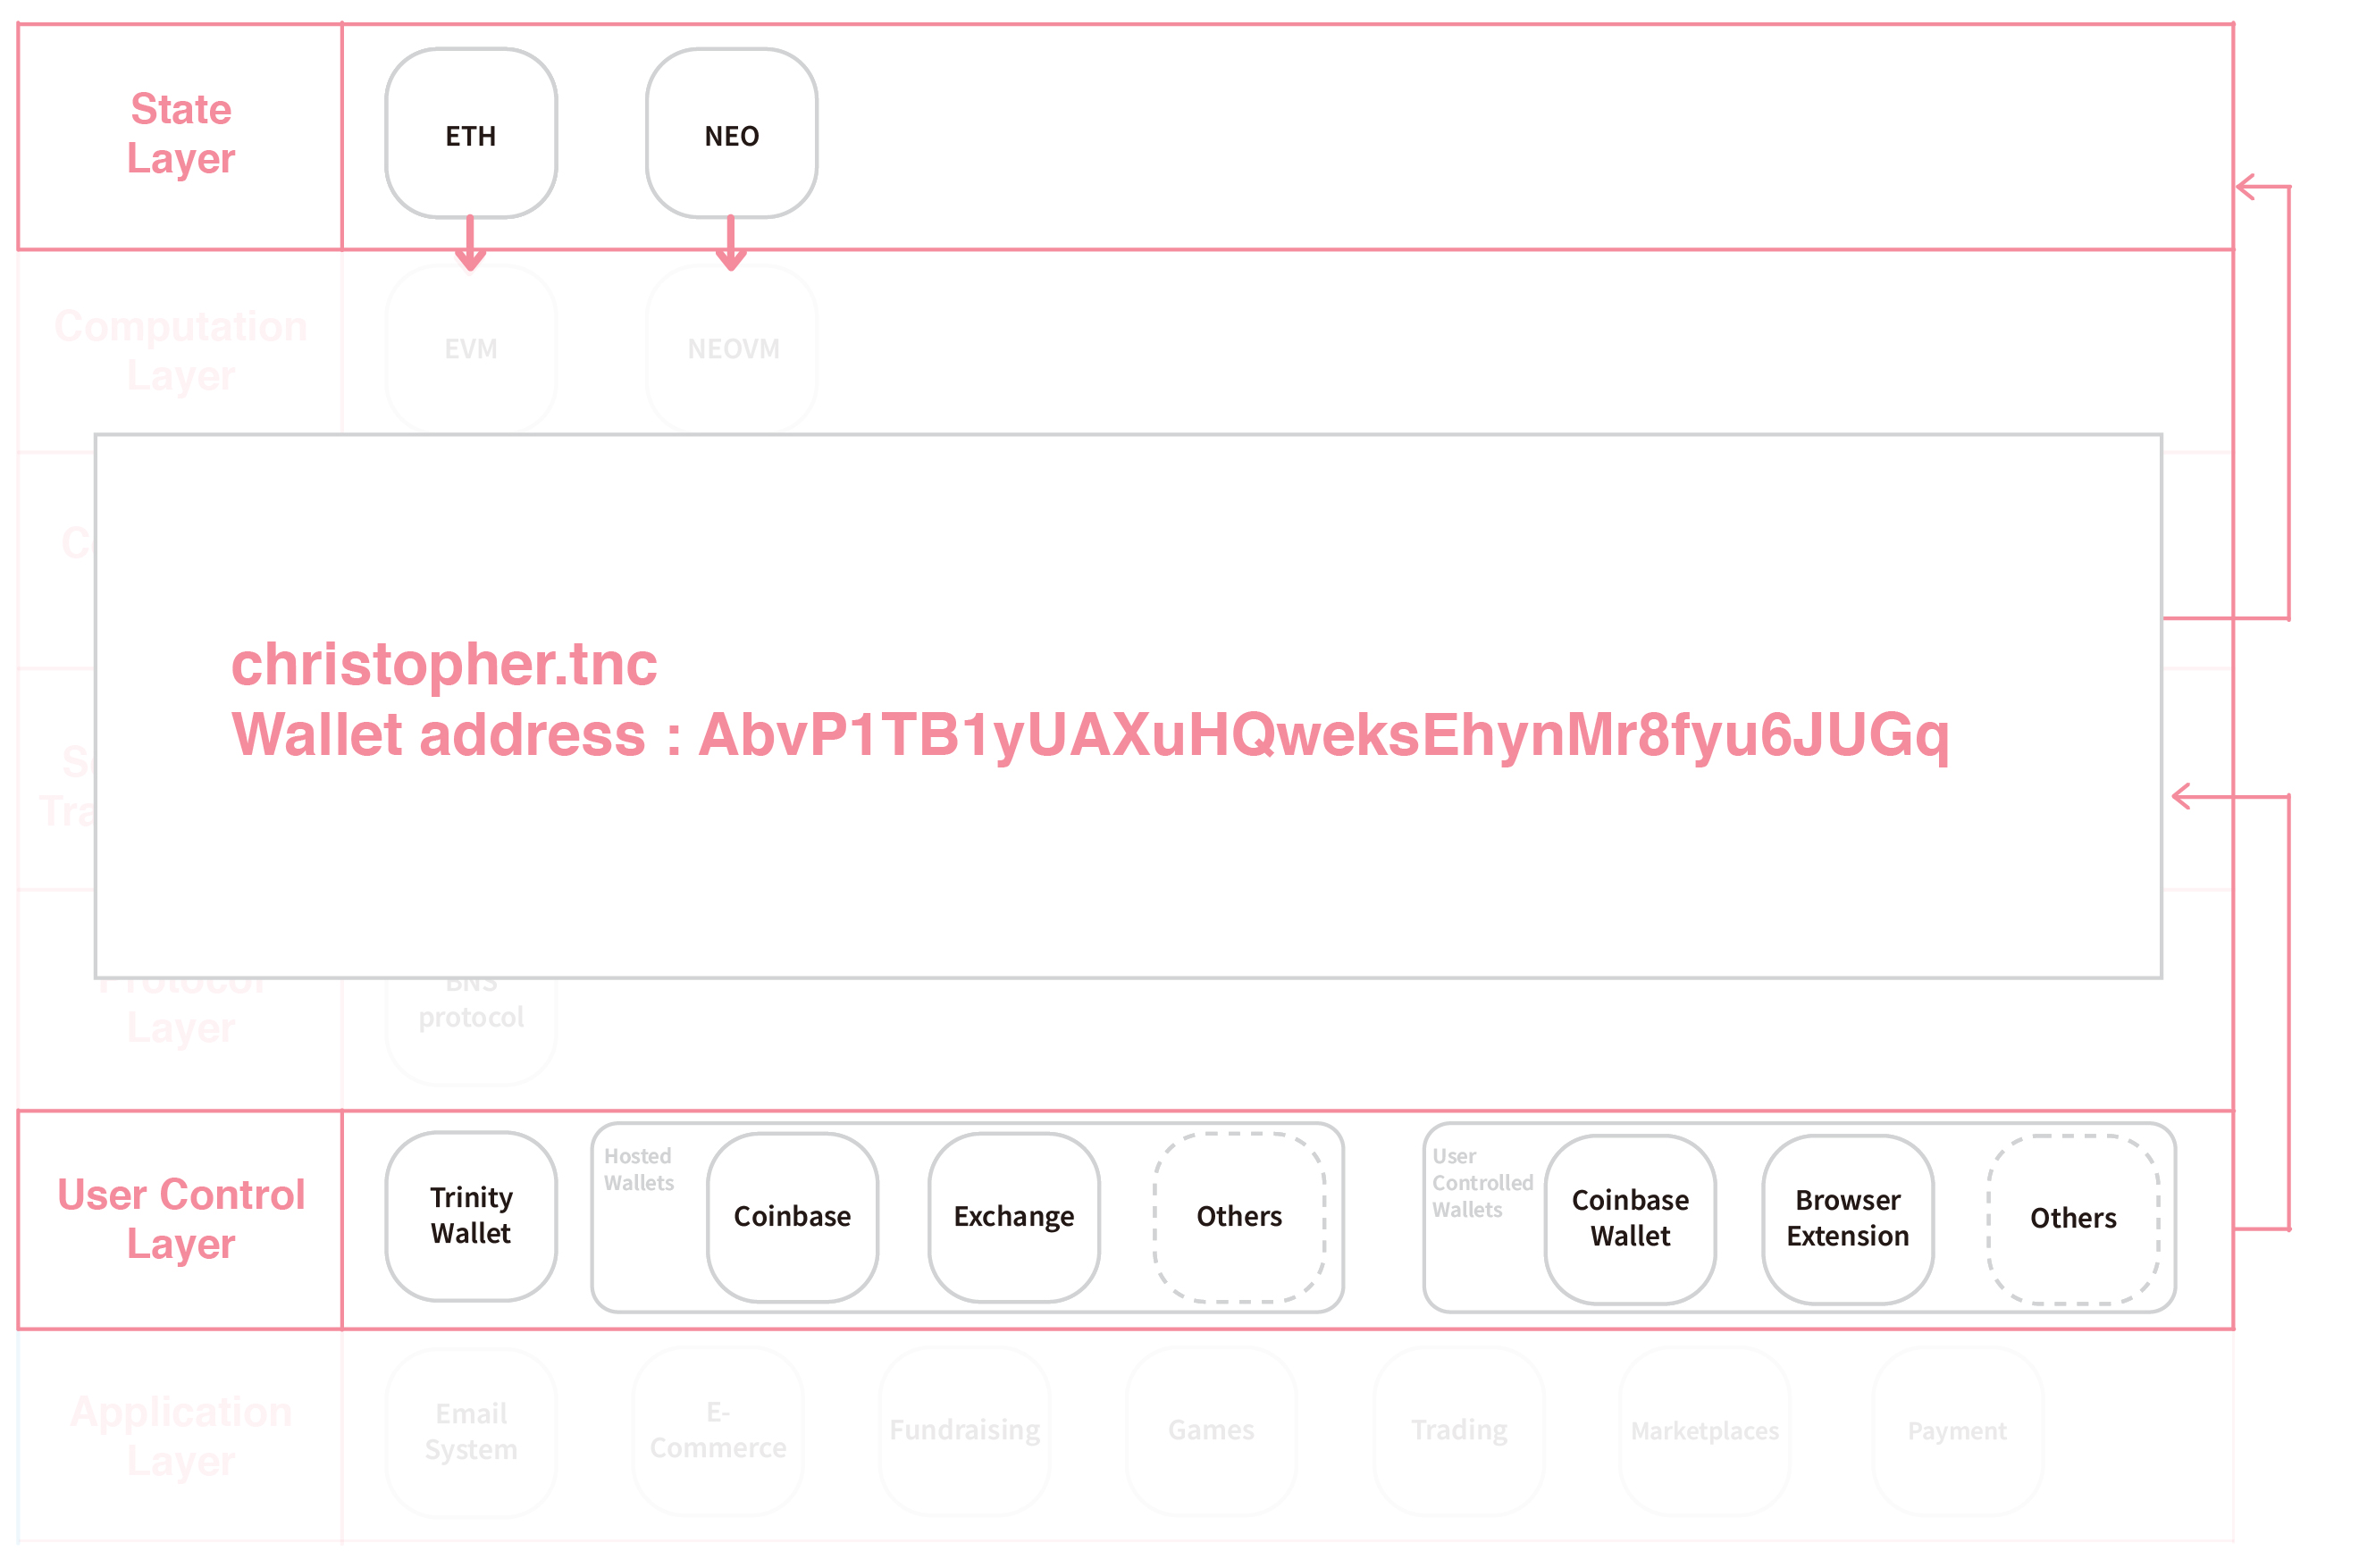 State
Layer
ETH
NEO
Computation
Layer
EVM
NEOVM
christopher.tnc
Wallet address : AbvP1TB1yUAXuHQweksEhynMr8fyu6JUGq
Protocol
Layer
BNS
protocol
User Control
Layer
Trinity
Wallet
Hosted
Wallets
Coinbase
Exchange
Others
User
Controlled
Wallets
Coinbase
Wallet
Browser
Extension
Others
Application
Layer
Email
System
E-
Commerce
Fundraising
Games
Trading
Marketplaces
Payment